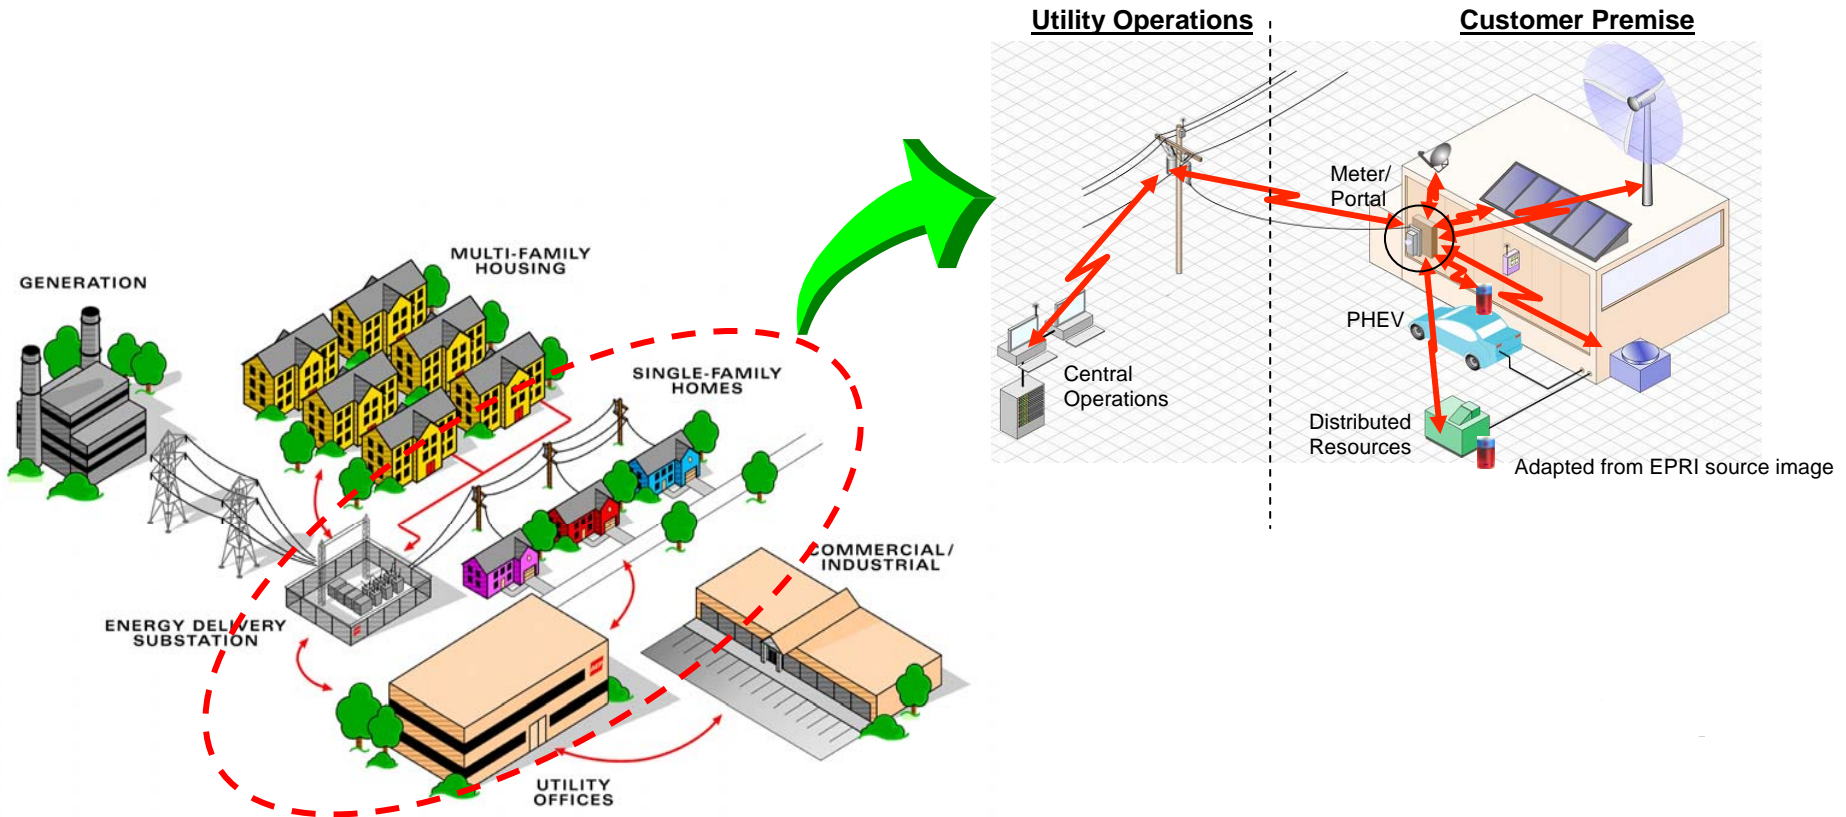 Utility Operations
Customer Premise
Meter/
Portal
PHEV
Central
Operations
Distributed
Resources
Adapted from EPRI source image
GENERATION
MULTI-FAMILY
HOUSING
SINGLE-FAMILY
HOMES
COMMERCIAL/
INDUSTRIAL
ENERGY DELIVERY
SUBSTATION
UTILITY
OFFICES